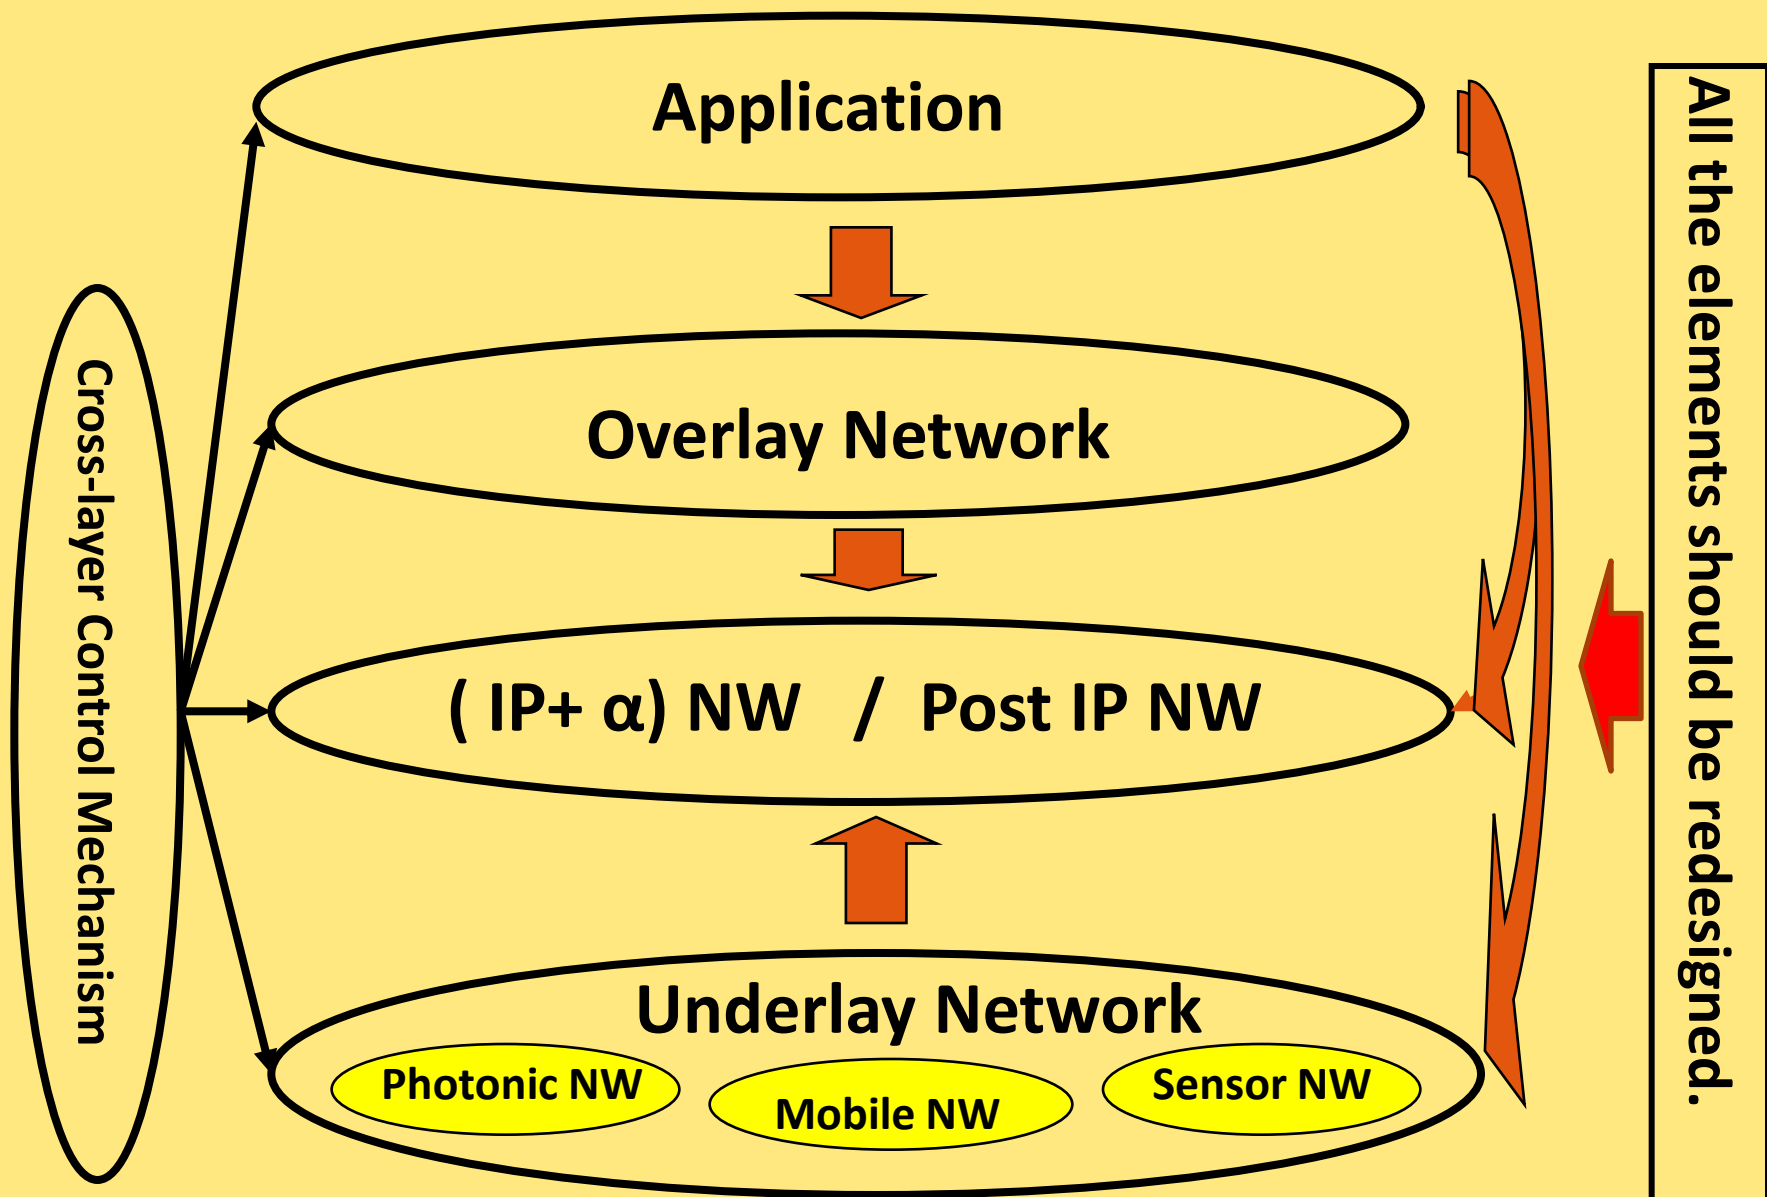 Application
Overlay Network
( IP+ α) NW / Post IP NW
Underlay Network
Photonic NW
Mobile NW
Sensor NW
Cross-layer Control Mechanism
All the elements should be redesigned.